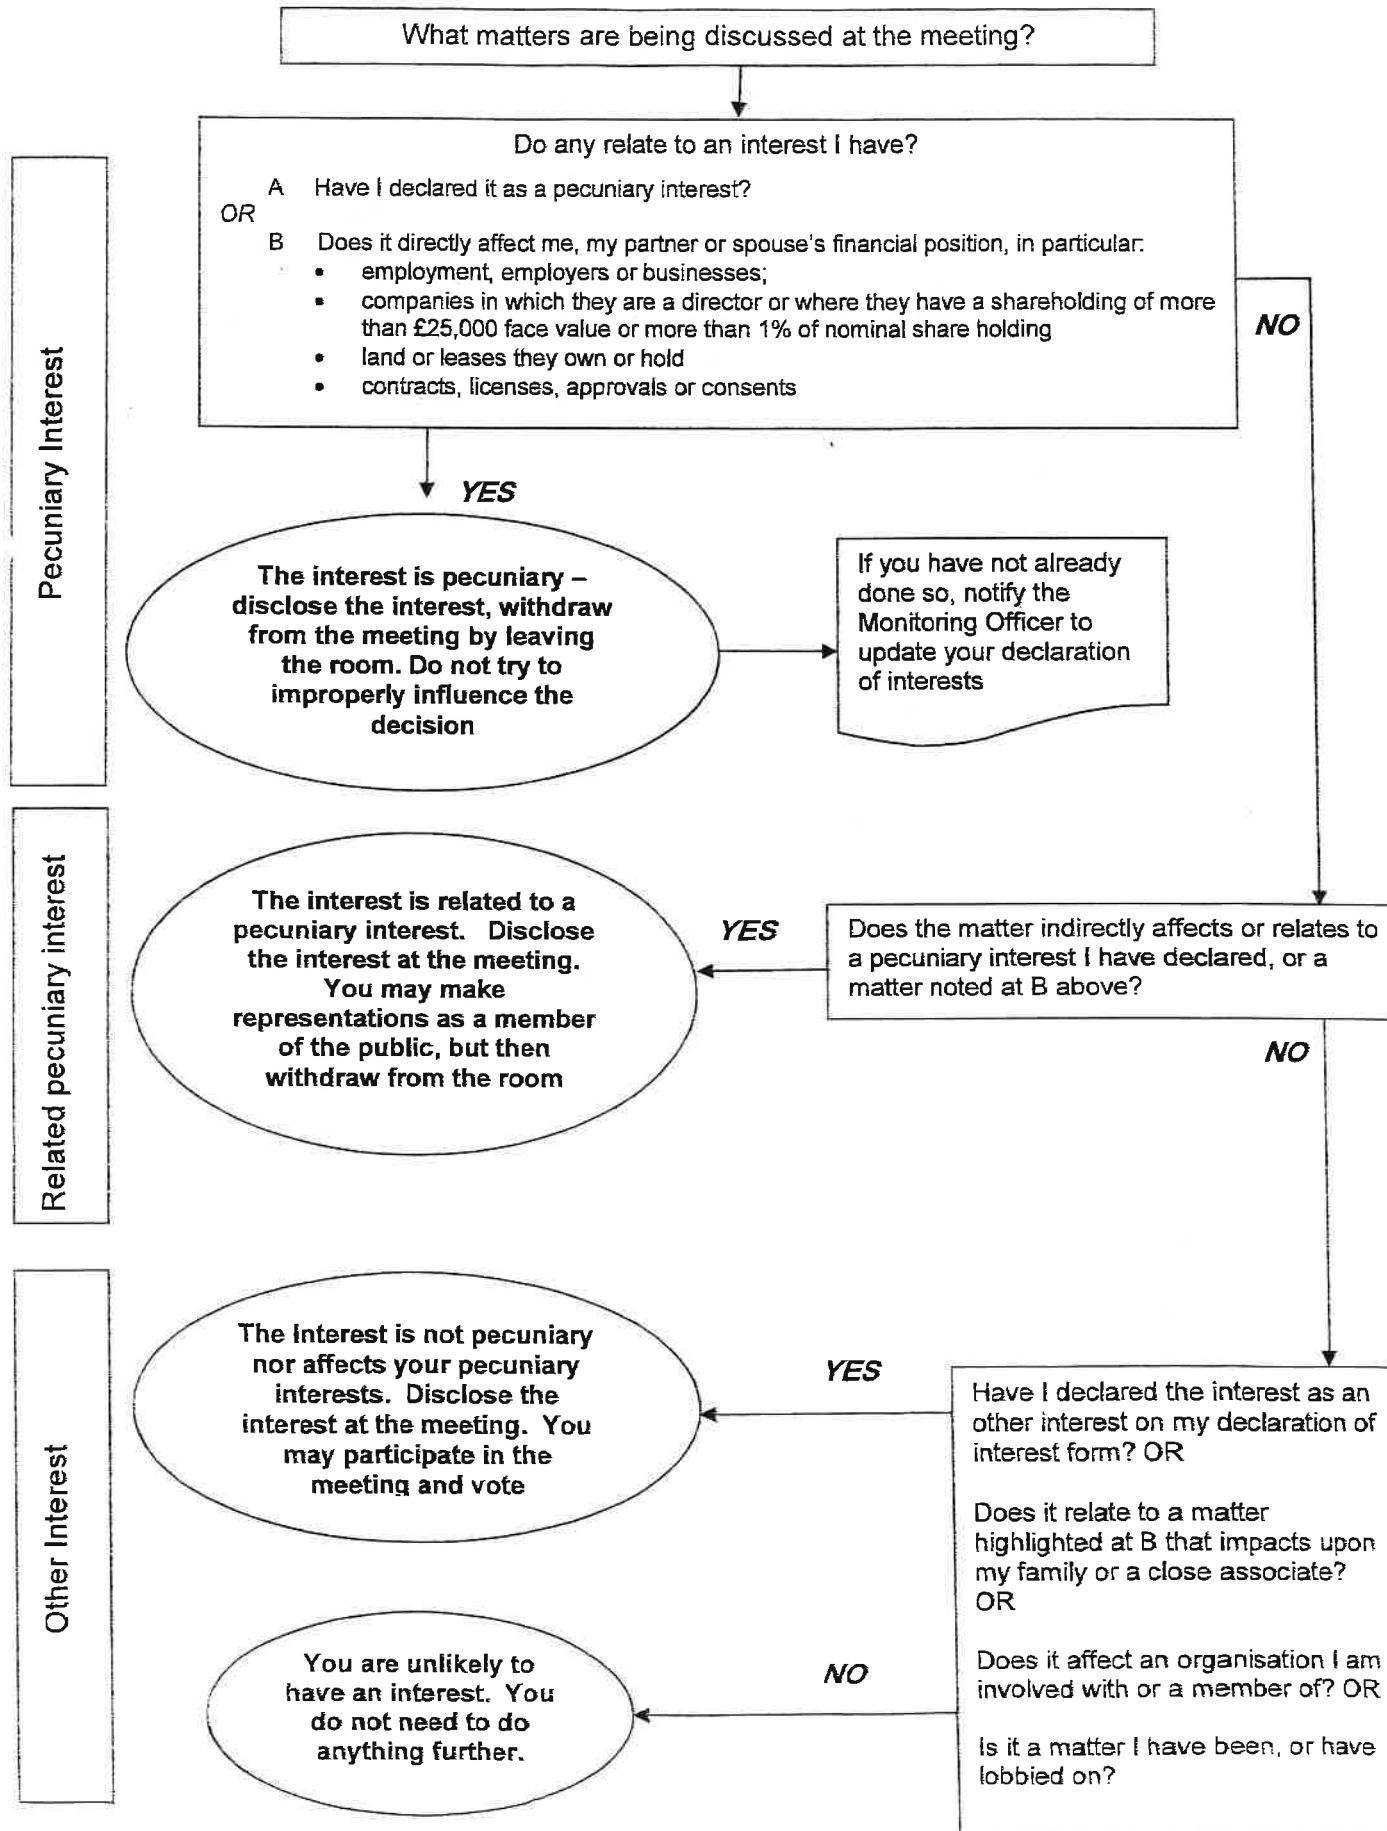 What matters are being discussed at the meeting?
Do any relate to an interest I have?
A Have I declared it as a pecuniary interest?
OR
B Does it directly affect me, my partner or spouse's financial position, in particular:
• employment, employers or businesses;
• companies in which they are a director or where they have a shareholding of more
than £25,000 face value or more than 1% of nominal share holding
• land or leases they own or hold
• contracts, licenses, approvals or consents
NO
Pecuniary Interest
YES
The interest is pecuniary –
disclose the interest, withdraw
from the meeting by leaving
the room. Do not try to
improperly influence the
decision
If you have not already
done so, notify the
Monitoring Officer to
update your declaration
of interests
Related pecuniary interest
The interest is related to a
pecuniary interest. Disclose
the interest at the meeting.
You may make
representations as a member
of the public, but then
withdraw from the room
YES
Does the matter indirectly affects or relates to
a pecuniary interest I have declared, or a
matter noted at B above?
NO
Other Interest
The Interest is not pecuniary
nor affects your pecuniary
interests. Disclose the
interest at the meeting. You
may participate in the
meeting and vote
YES
Have I declared the interest as an
other interest on my declaration of
interest form? OR
Does it relate to a matter
highlighted at B that impacts upon
my family or a close associate?
OR
Does it affect an organisation I am
involved with or a member of? OR
Is it a matter I have been, or have
lobbied on?
NO
You are unlikely to
have an interest. You
do not need to do
anything further.